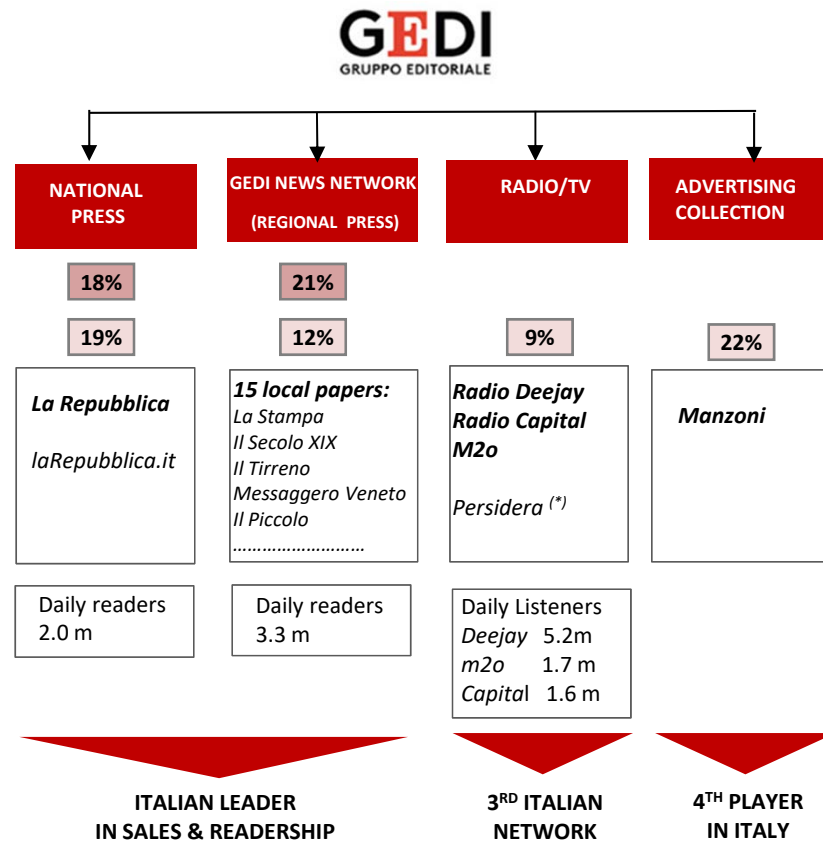 GEDI
GRUPPO EDITORIALE
NATIONAL
PRESS
GEDI NEWS NETWORK
(REGIONAL PRESS)
RADIO/TV
ADVERTISING
COLLECTION
18%
21%
19%
12%
9%
22%
La Repubblica
laRepubblica.it
15 local papers:
La Stampa
Il Secolo XIX
Il Tirreno
Messaggero Veneto
Il Piccolo
...........................
Radio Deejay
Radio Capital
M2o
Persidera (*)
Manzoni
Daily readers
2.0 m
Daily readers
3.3 m
Daily Listeners
Deejay 5.2m
m2o 1.7 m
Capital 1.6 m
ITALIAN LEADER
IN SALES & READERSHIP
3RD ITALIAN
NETWORK
4TH PLAYER
IN ITALY